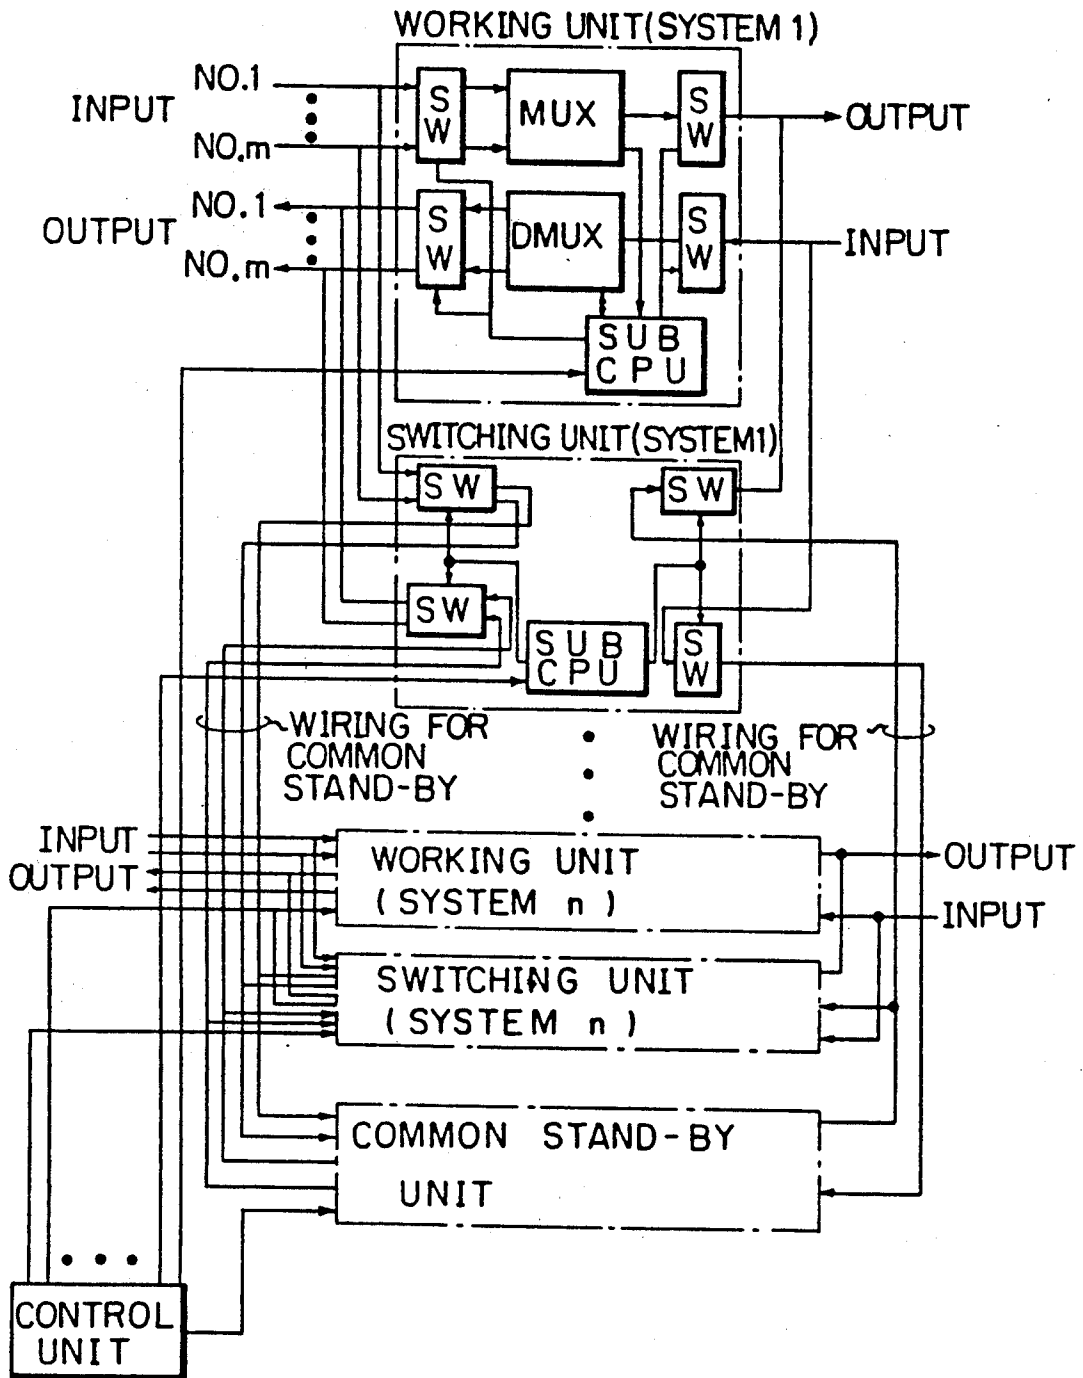 WORKING UNIT(SYSTEM 1)
INPUT
NO.1
NO.m
SW
MUX
SW
OUTPUT
OUTPUT
NO.1
NO.m
SW
DMUX
SW
INPUT
SUB
CPU
SWITCHING UNIT(SYSTEM1)
SW
SW
SW
SUB
CPU
SW
WIRING FOR
COMMON
STAND-BY
WIRING FOR
COMMON
STAND-BY
INPUT
OUTPUT
WORKING UNIT
(SYSTEM n)
OUTPUT
INPUT
SWITCHING UNIT
(SYSTEM n)
COMMON STAND-BY
UNIT
CONTROL
UNIT